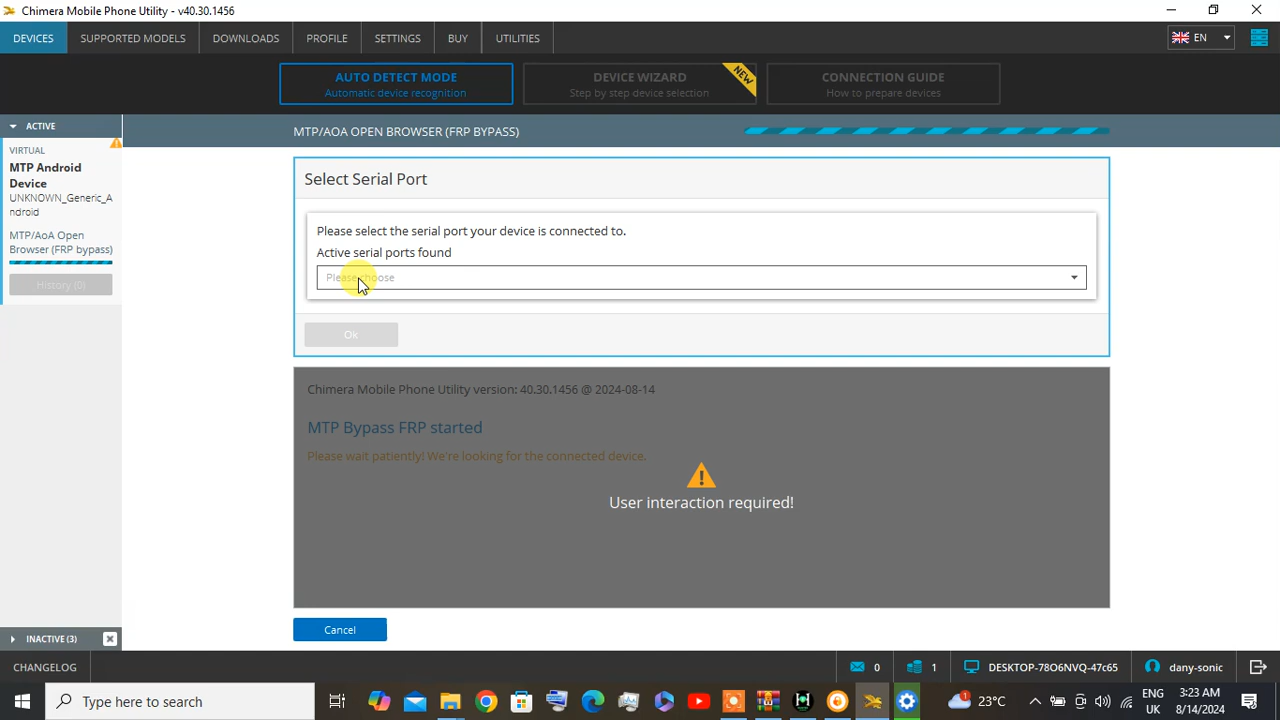 Chimera Mobile Phone Utility - v40.30.1456
DEVICES SUPPORTED MODELS DOWNLOADS PROFILE SETTINGS BUY UTILITIES EN
AUTO DETECT MODE
Automatic device recognition
DEVICE WIZARD
Step by step device selection
NEW
CONNECTION GUIDE
How to prepare devices
ACTIVE
VIRTUAL
MTP Android
Device
UNKNOWN_Generic_A
ndroid
MTP/AoA Open
Browser (FRP bypass)
History (0)
MTP/AOA OPEN BROWSER (FRP BYPASS)
Select Serial Port
Please select the serial port your device is connected to.
Active serial ports found
Please choose
Ok
Chimera Mobile Phone Utility version: 40.30.1456 @ 2024-08-14
MTP Bypass FRP started
Please wait patiently! We're looking for the connected device.
User interaction required!
Cancel
INACTIVE (3)
CHANGELOG 0 1 DESKTOP-78O6NVQ-47c65 dany-sonic
Type here to search
23°C
ENG
UK
3:23 AM
8/14/2024